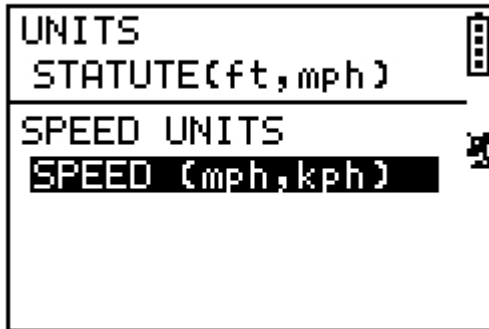 UNITS
STATUTE(ft,mph)
SPEED UNITS
SPEED (mph,kph)